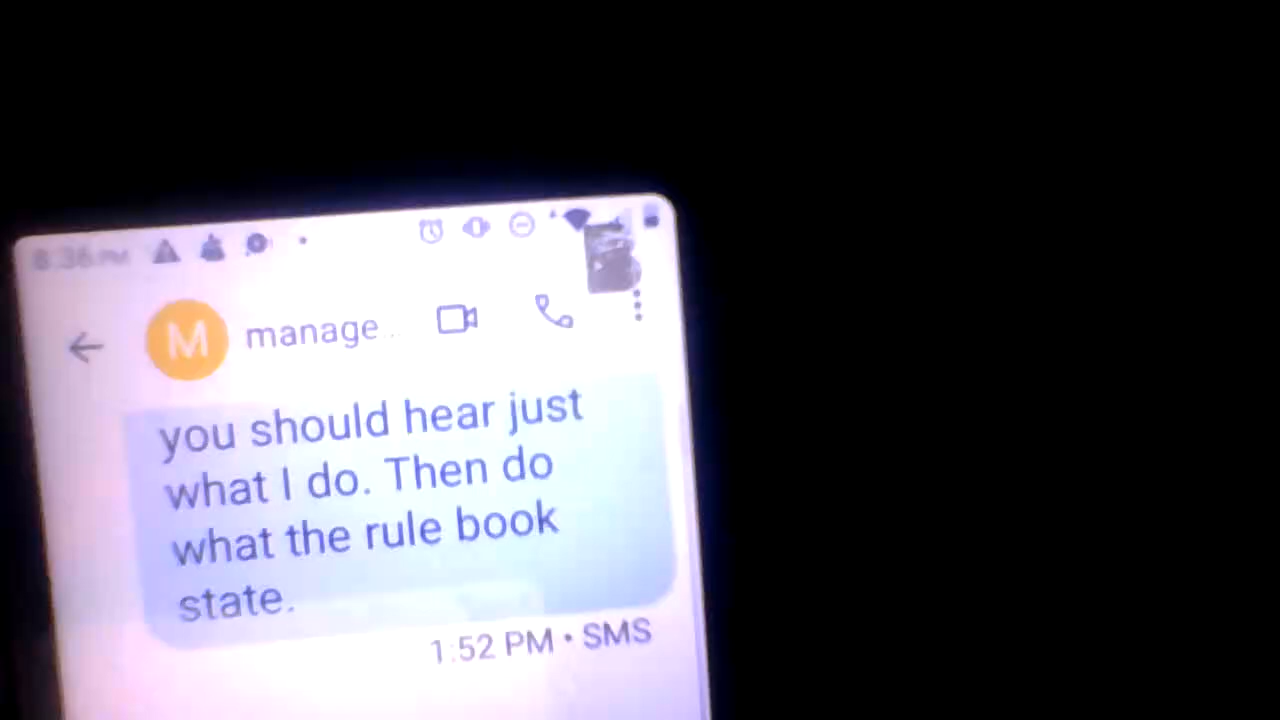 8:36 PM
M
manage..
you should hear just
what I do. Then do
what the rule book
state.
1:52 PM • SMS